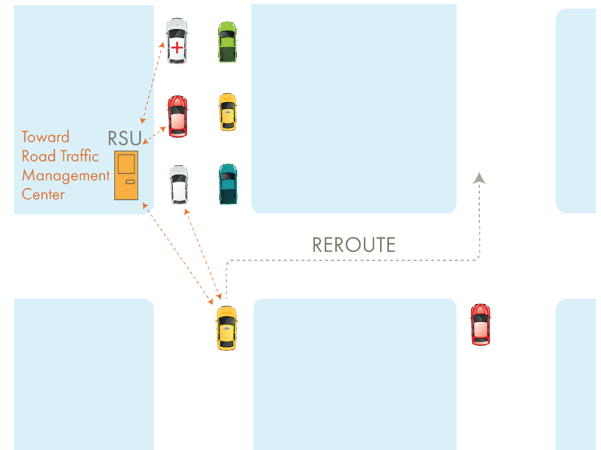 Toward
Road Traffic
Management
Center
RSU
REROUTE